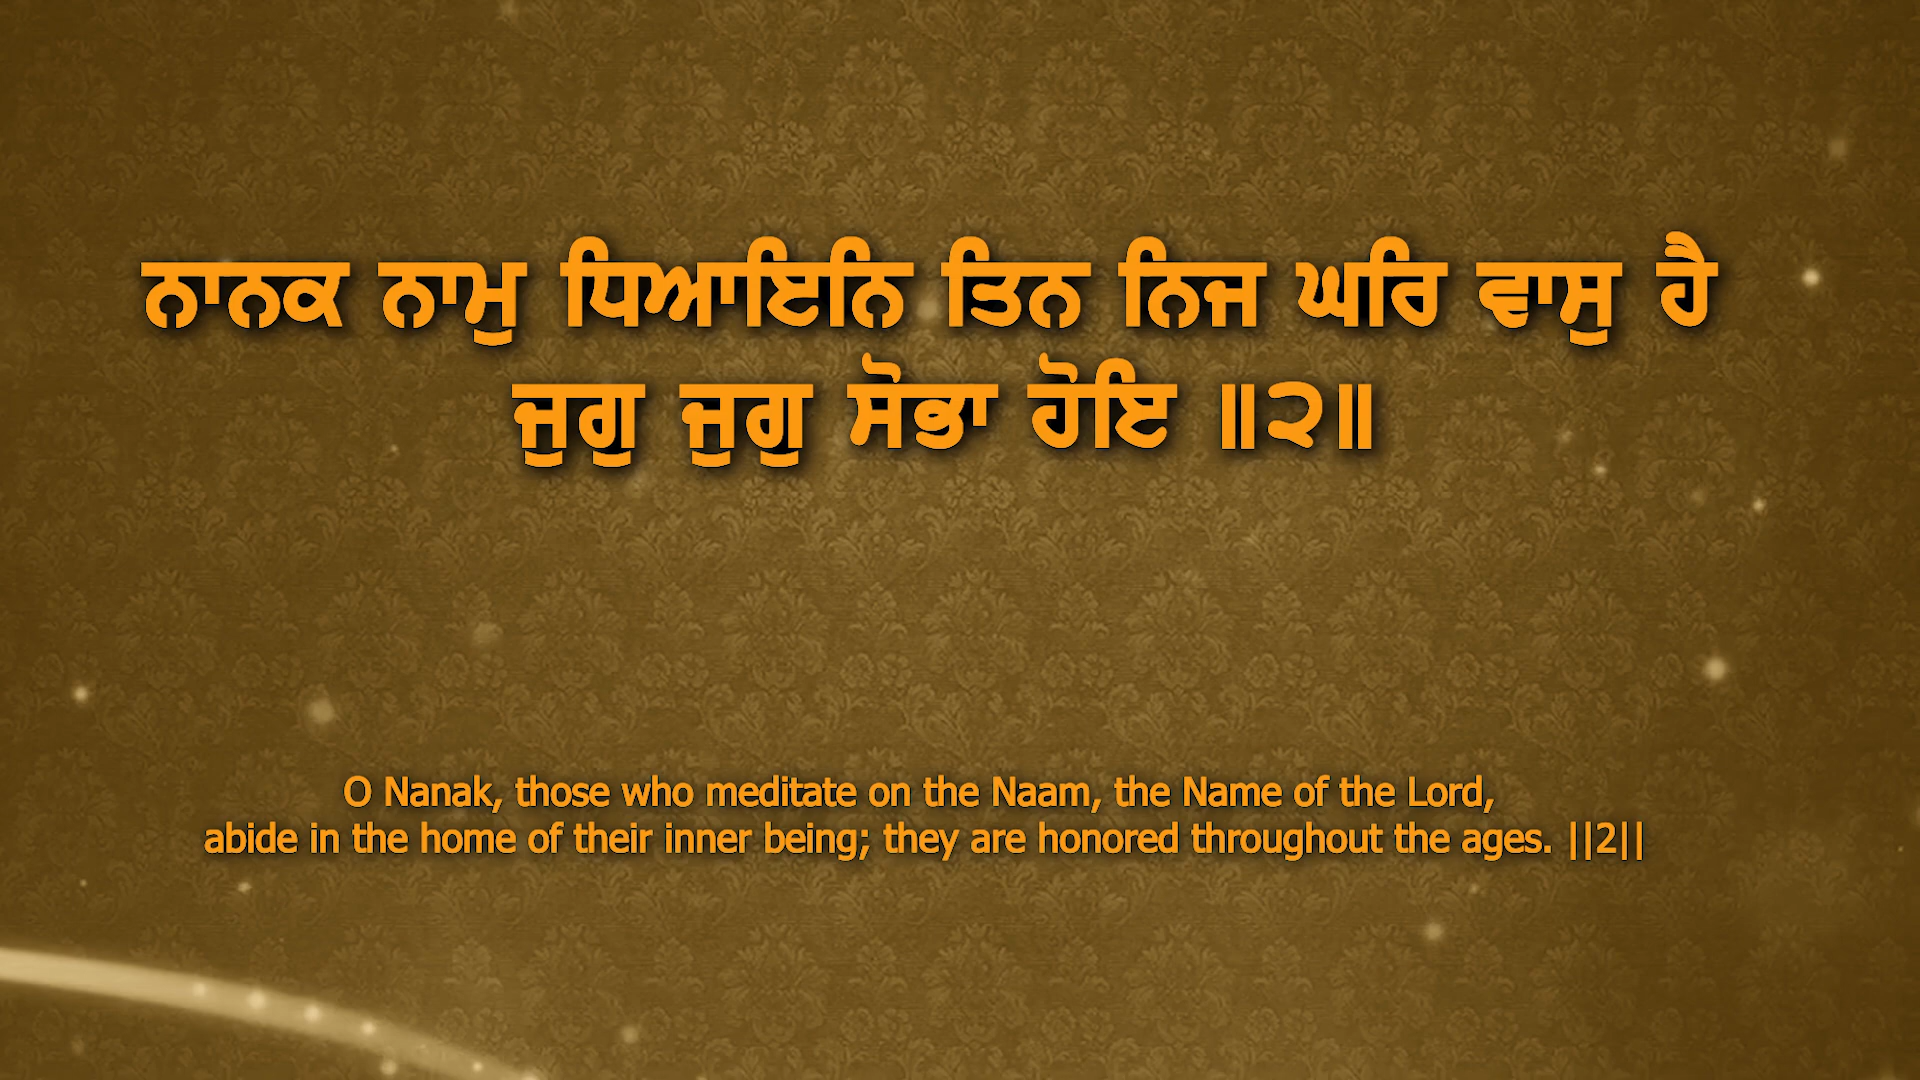 ਨਾਨਕ ਨਾਮੁ ਧਿਆਇਨਿ ਤਿਨ ਨਿਜ ਘਰਿ ਵਾਸੁ ਹੈ
ਜੁਗੁ ਜੁਗੁ ਸੋਭਾ ਹੋਇ ॥੨॥
O Nanak, those who meditate on the Naam, the Name of the Lord,
abide in the home of their inner being; they are honored throughout the ages. ||2||